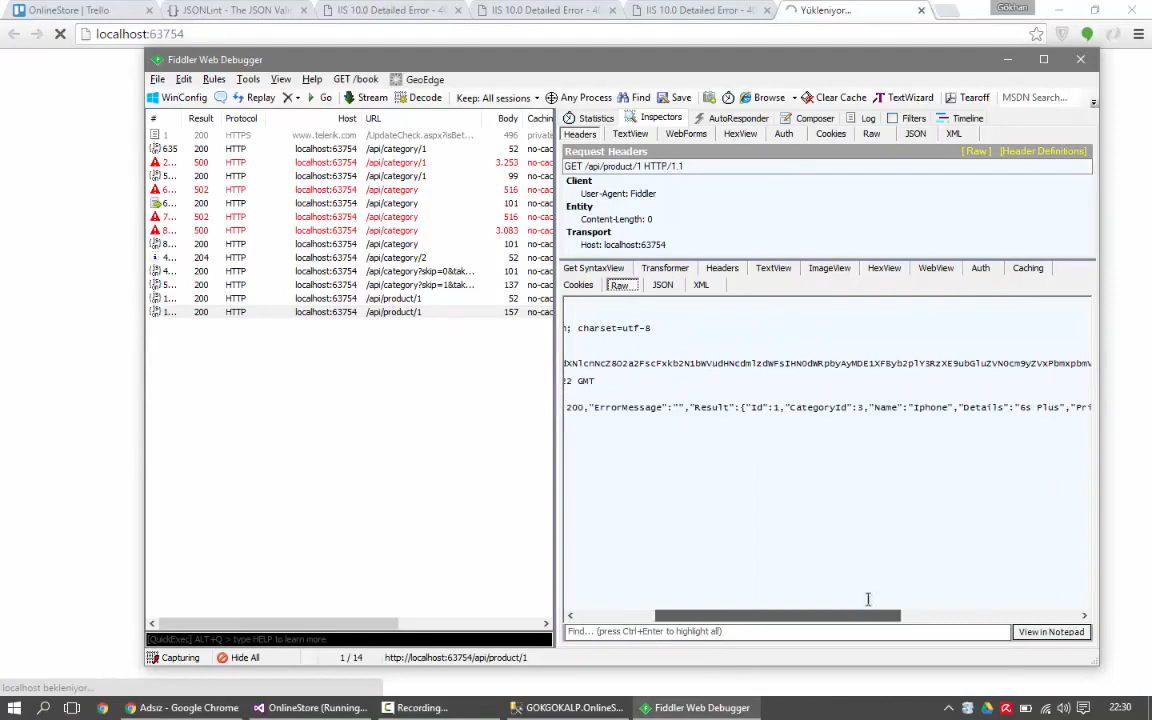 OnlineStore | Trello
JSONLint - The JSON Vali
IIS 10.0 Detailed Error - 40
IIS 10.0 Detailed Error - 40
IIS 10.0 Detailed Error - 40
Yükleniyor...
Gökhan
localhost:63754
Fiddler Web Debugger
File Edit Rules Tools View Help GET /book GeoEdge
WinConfig Replay Go Stream Decode Keep: All sessions Any Process Find Save Browse Clear Cache TextWizard Tearoff MSDN Search...
# Result Protocol Host URL Body Cachin
1 200 HTTPS www.telerik.com /UpdateCheck.aspx?isBet... 496 private
635 200 HTTP localhost:63754 /api/category/1 52 no-cac
2... 500 HTTP localhost:63754 /api/category/1 3.253 no-cac
5... 200 HTTP localhost:63754 /api/category/1 99 no-cac
6... 502 HTTP localhost:63754 /api/category 516 no-cac
6... 200 HTTP localhost:63754 /api/category 101 no-cac
7... 502 HTTP localhost:63754 /api/category 516 no-cac
8... 500 HTTP localhost:63754 /api/category 3.083 no-cac
8... 200 HTTP localhost:63754 /api/category 101 no-cac
4... 204 HTTP localhost:63754 /api/category/2 52 no-cac
4... 200 HTTP localhost:63754 /api/category?skip=0&tak... 101 no-cac
5... 200 HTTP localhost:63754 /api/category?skip=1&tak... 137 no-cac
1... 200 HTTP localhost:63754 /api/product/1 52 no-cac
1... 200 HTTP localhost:63754 /api/product/1 157 no-cac
Statistics Inspectors AutoResponder Composer Log Filters Timeline
Headers TextView WebForms HexView Auth Cookies Raw JSON XML
Request Headers [ Raw ] [Header Definitions]
GET /api/product/1 HTTP/1.1
Client
User-Agent: Fiddler
Entity
Content-Length: 0
Transport
Host: localhost:63754
Get SyntaxView Transformer Headers TextView ImageView HexView WebView Auth Caching
Cookies Raw JSON XML
; charset=utf-8
22 GMT
200,"ErrorMessage":"","Result":{"Id":1,"CategoryId":3,"Name":"Iphone","Details":"6s Plus","Pri
Find... (press Ctrl+Enter to highlight all) View in Notepad
[QuickExec] ALT+Q > type HELP to learn more
Capturing Hide All 1 / 14 http://localhost:63754/api/product/1
localhost bekleniyor...
Adsız - Google Chrome
OnlineStore (Running...
Recording...
GOKGOKALP.OnlineS...
Fiddler Web Debugger
22:30